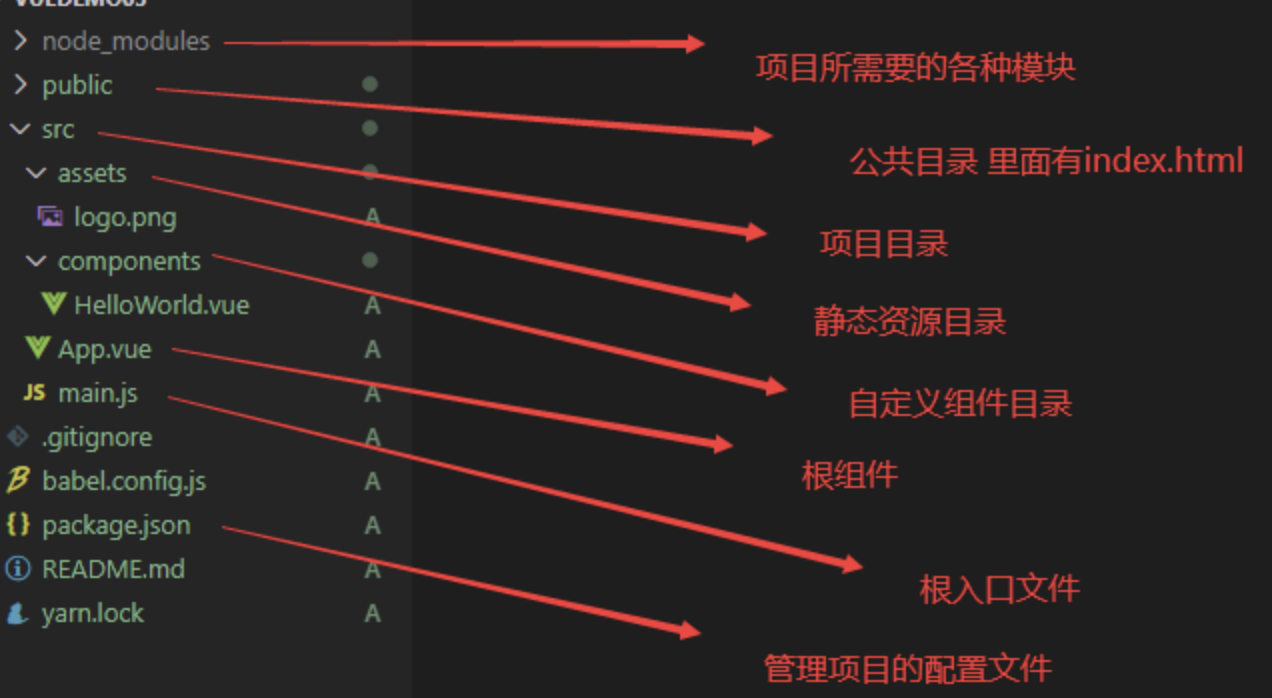 VUEDEMO03
node_modules
项目所需要的各种模块
public
公共目录 里面有index.html
src
项目目录
assets
静态资源目录
logo.png A
components
自定义组件目录
HelloWorld.vue A
App.vue A
根组件
JS main.js A
根入口文件
.gitignore A
babel.config.js A
{} package.json A
管理项目的配置文件
README.md A
yarn.lock A